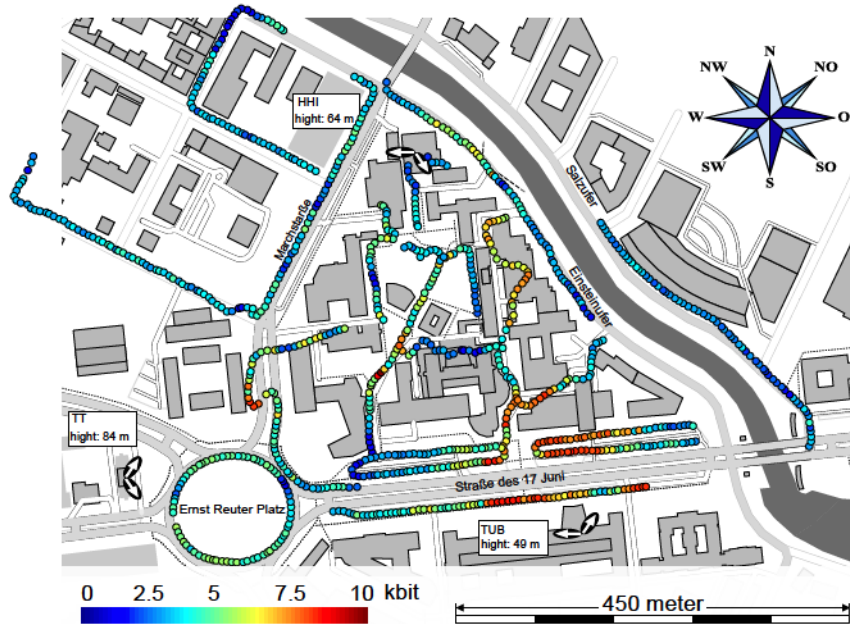 N
NW
NO
W
O
SW
SO
S
HHI
hight: 64 m
Marchstraße
Salzufer
Einsteinufer
TT
hight: 84 m
Straße des 17 Juni
Ernst Reuter Platz
TUB
hight: 49 m
0 2.5 5 7.5 10 kbit
450 meter